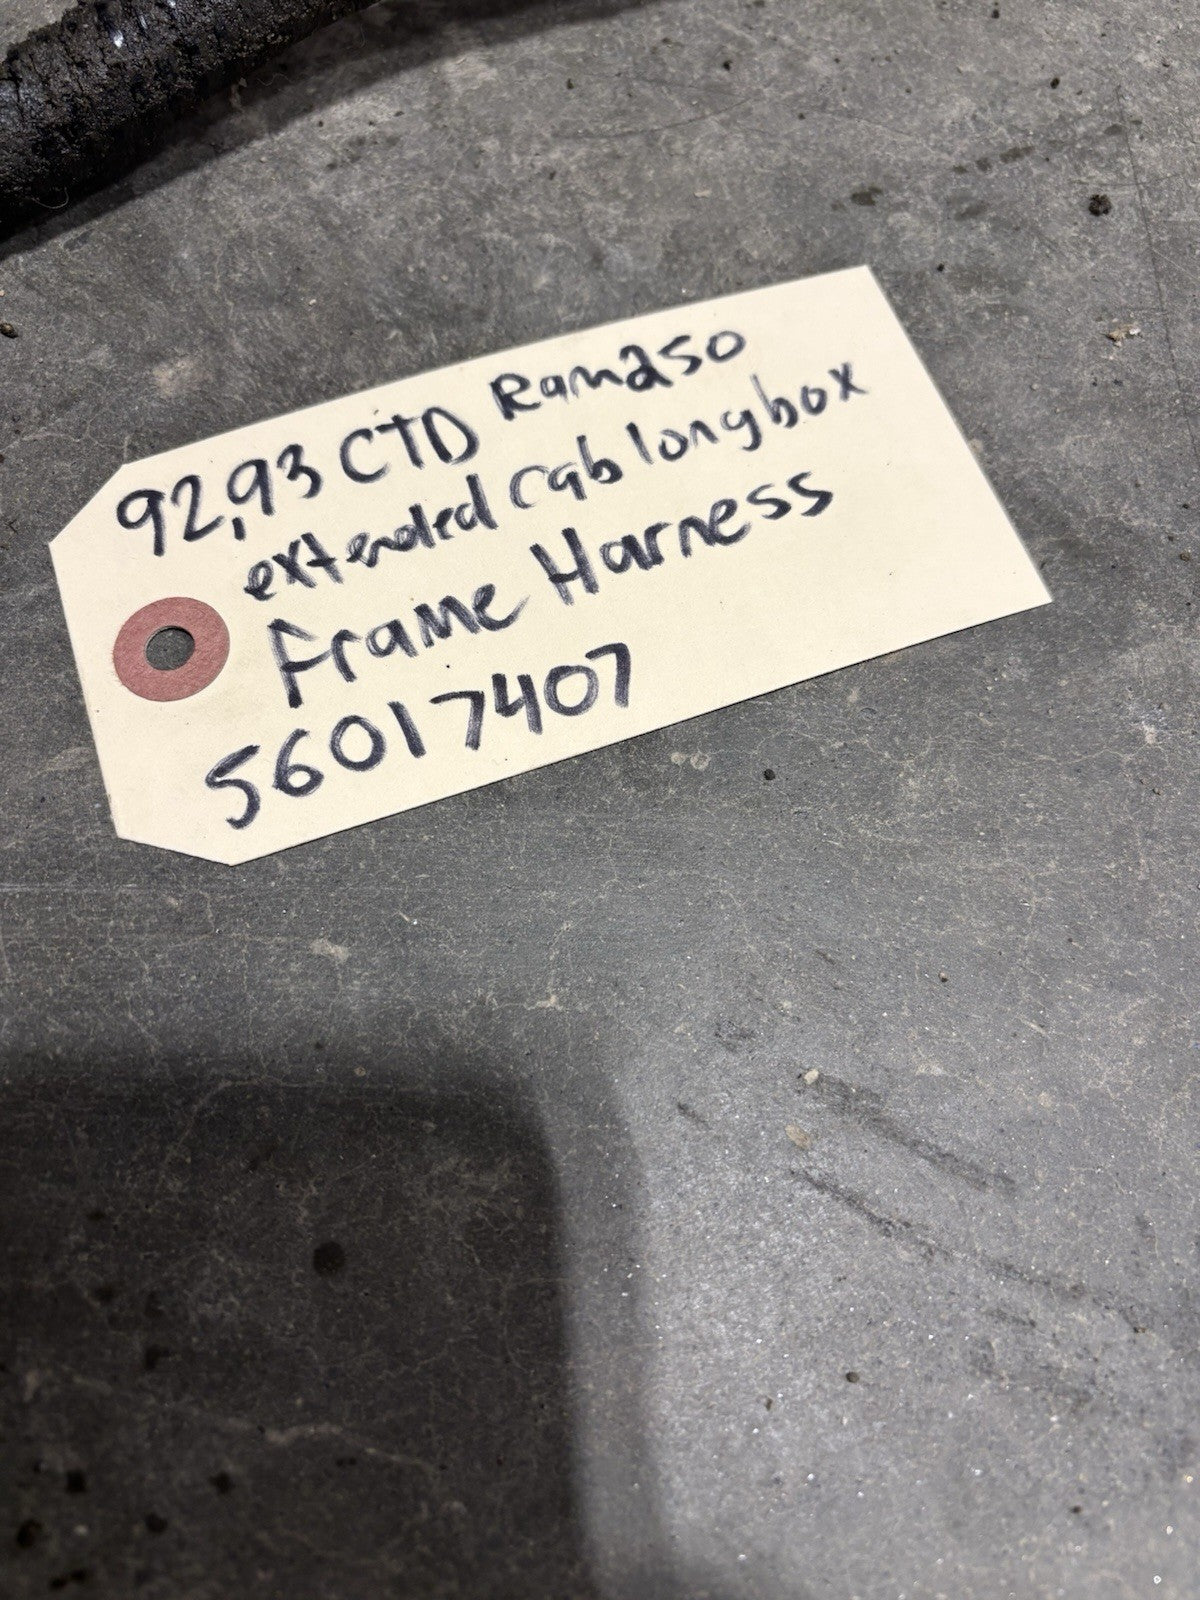 92,93 CTD Ram250
extended cab longbox
Frame Harness
56017407